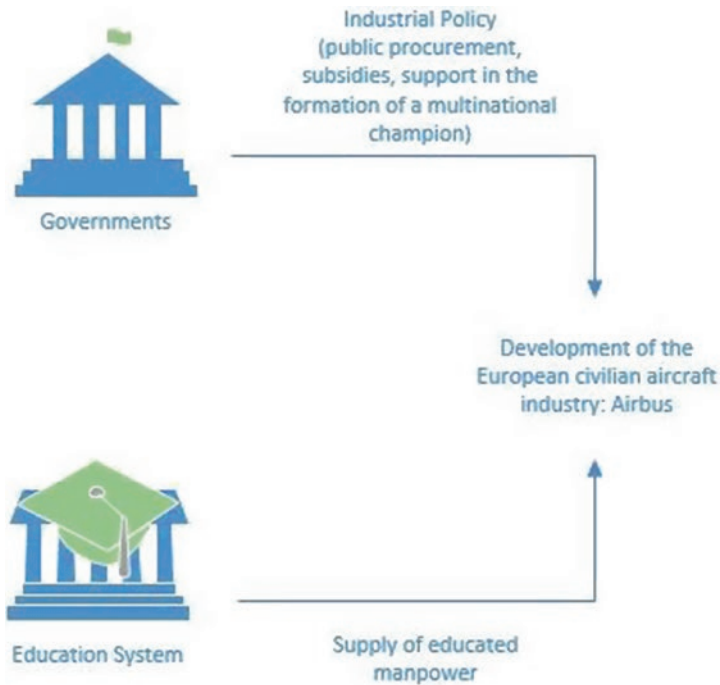 Industrial Policy
(public procurement,
subsidies, support in the
formation of a multinational
champion)
Governments
Development of the
European civilian aircraft
industry: Airbus
Education System
Supply of educated
manpower